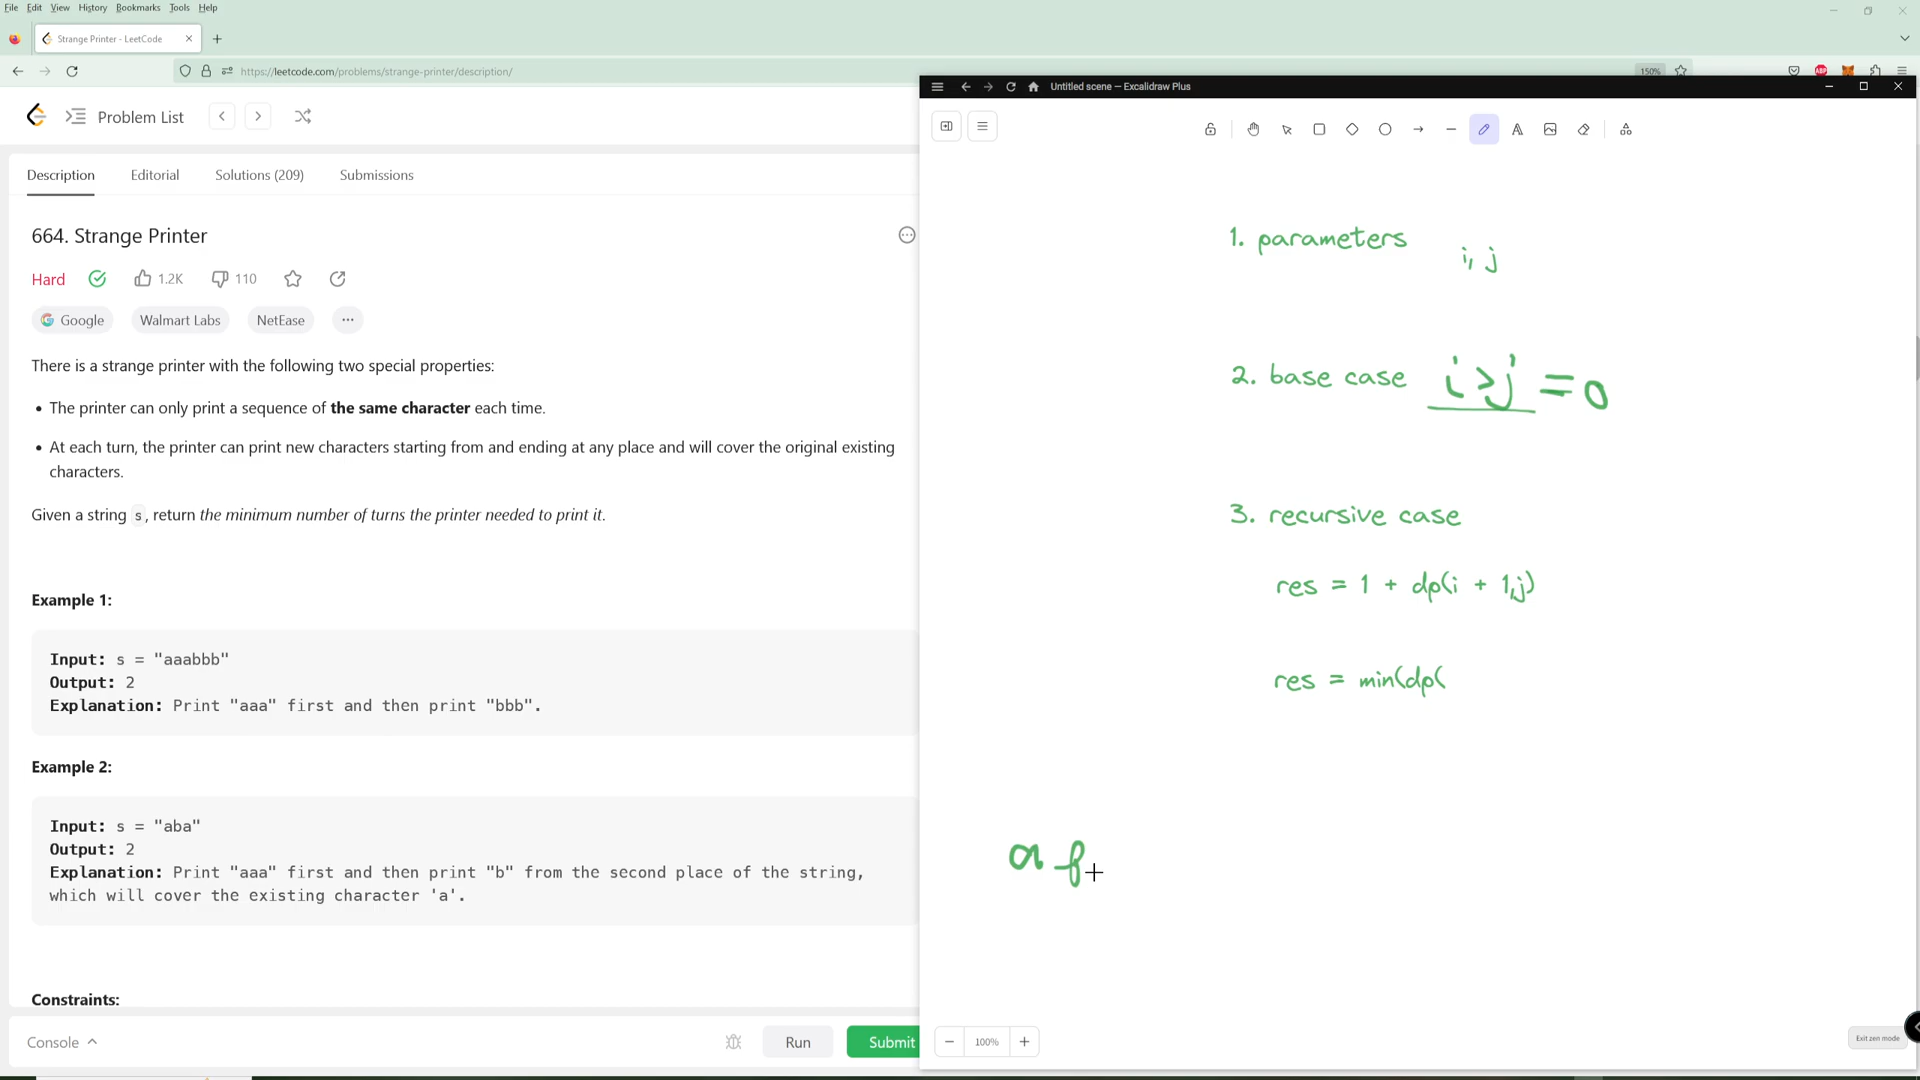 File Edit View History Bookmarks Tools Help
Strange Printer - LeetCode
https://leetcode.com/problems/strange-printer/description/
150%
ABP
Untitled scene — Excalidraw Plus
Problem List
Description Editorial Solutions (209) Submissions
664. Strange Printer
Hard 1.2K 110
Google Walmart Labs NetEase
There is a strange printer with the following two special properties:
• The printer can only print a sequence of the same character each time.
• At each turn, the printer can print new characters starting from and ending at any place and will cover the original existing
characters.
Given a string s, return the minimum number of turns the printer needed to print it.
Example 1:
Input: s = "aaabbb"
Output: 2
Explanation: Print "aaa" first and then print "bbb".
Example 2:
Input: s = "aba"
Output: 2
Explanation: Print "aaa" first and then print "b" from the second place of the string,
which will cover the existing character 'a'.
Constraints:
Console Run Submit
1. parameters i, j
2. base case i > j = 0
3. recursive case
res = 1 + dp(i + 1,j)
res = min(dp(
a f
100%
Exit zen mode